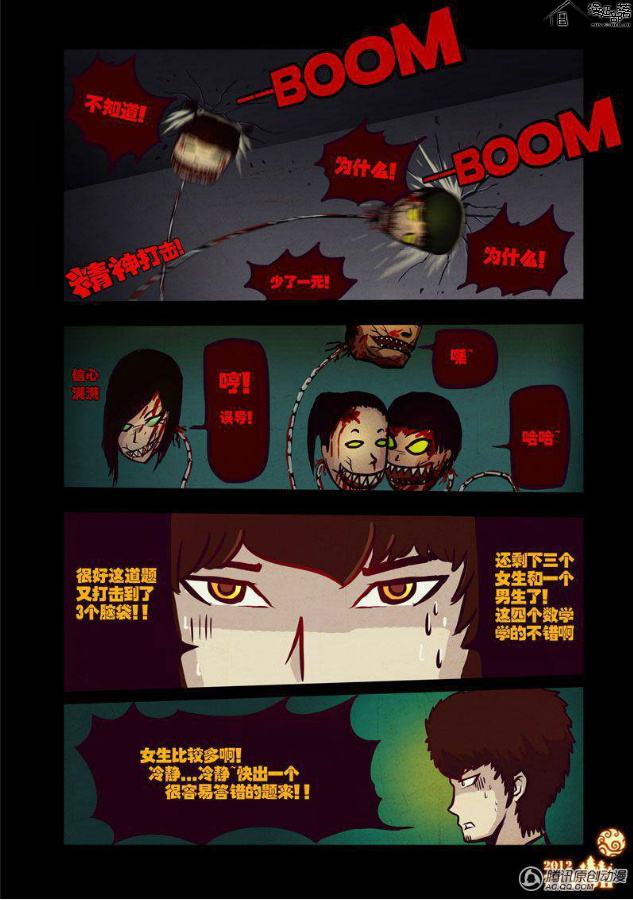 漫近部落
—BOOM
不知道!
为什么!
—BOOM
为什么!
精神打击!
少了一元!
信心
满满
哼!
误导!
嘿~
哈哈~
很好这道题
又打击到了
3个脑袋!!
还剩下三个
女生和一个
男生了!
这四个数学
学的不错啊
女生比较多啊!
冷静...冷静~快出一个
很容易答错的题来!!
2012
腾讯原创动漫
AC.QQ.COM